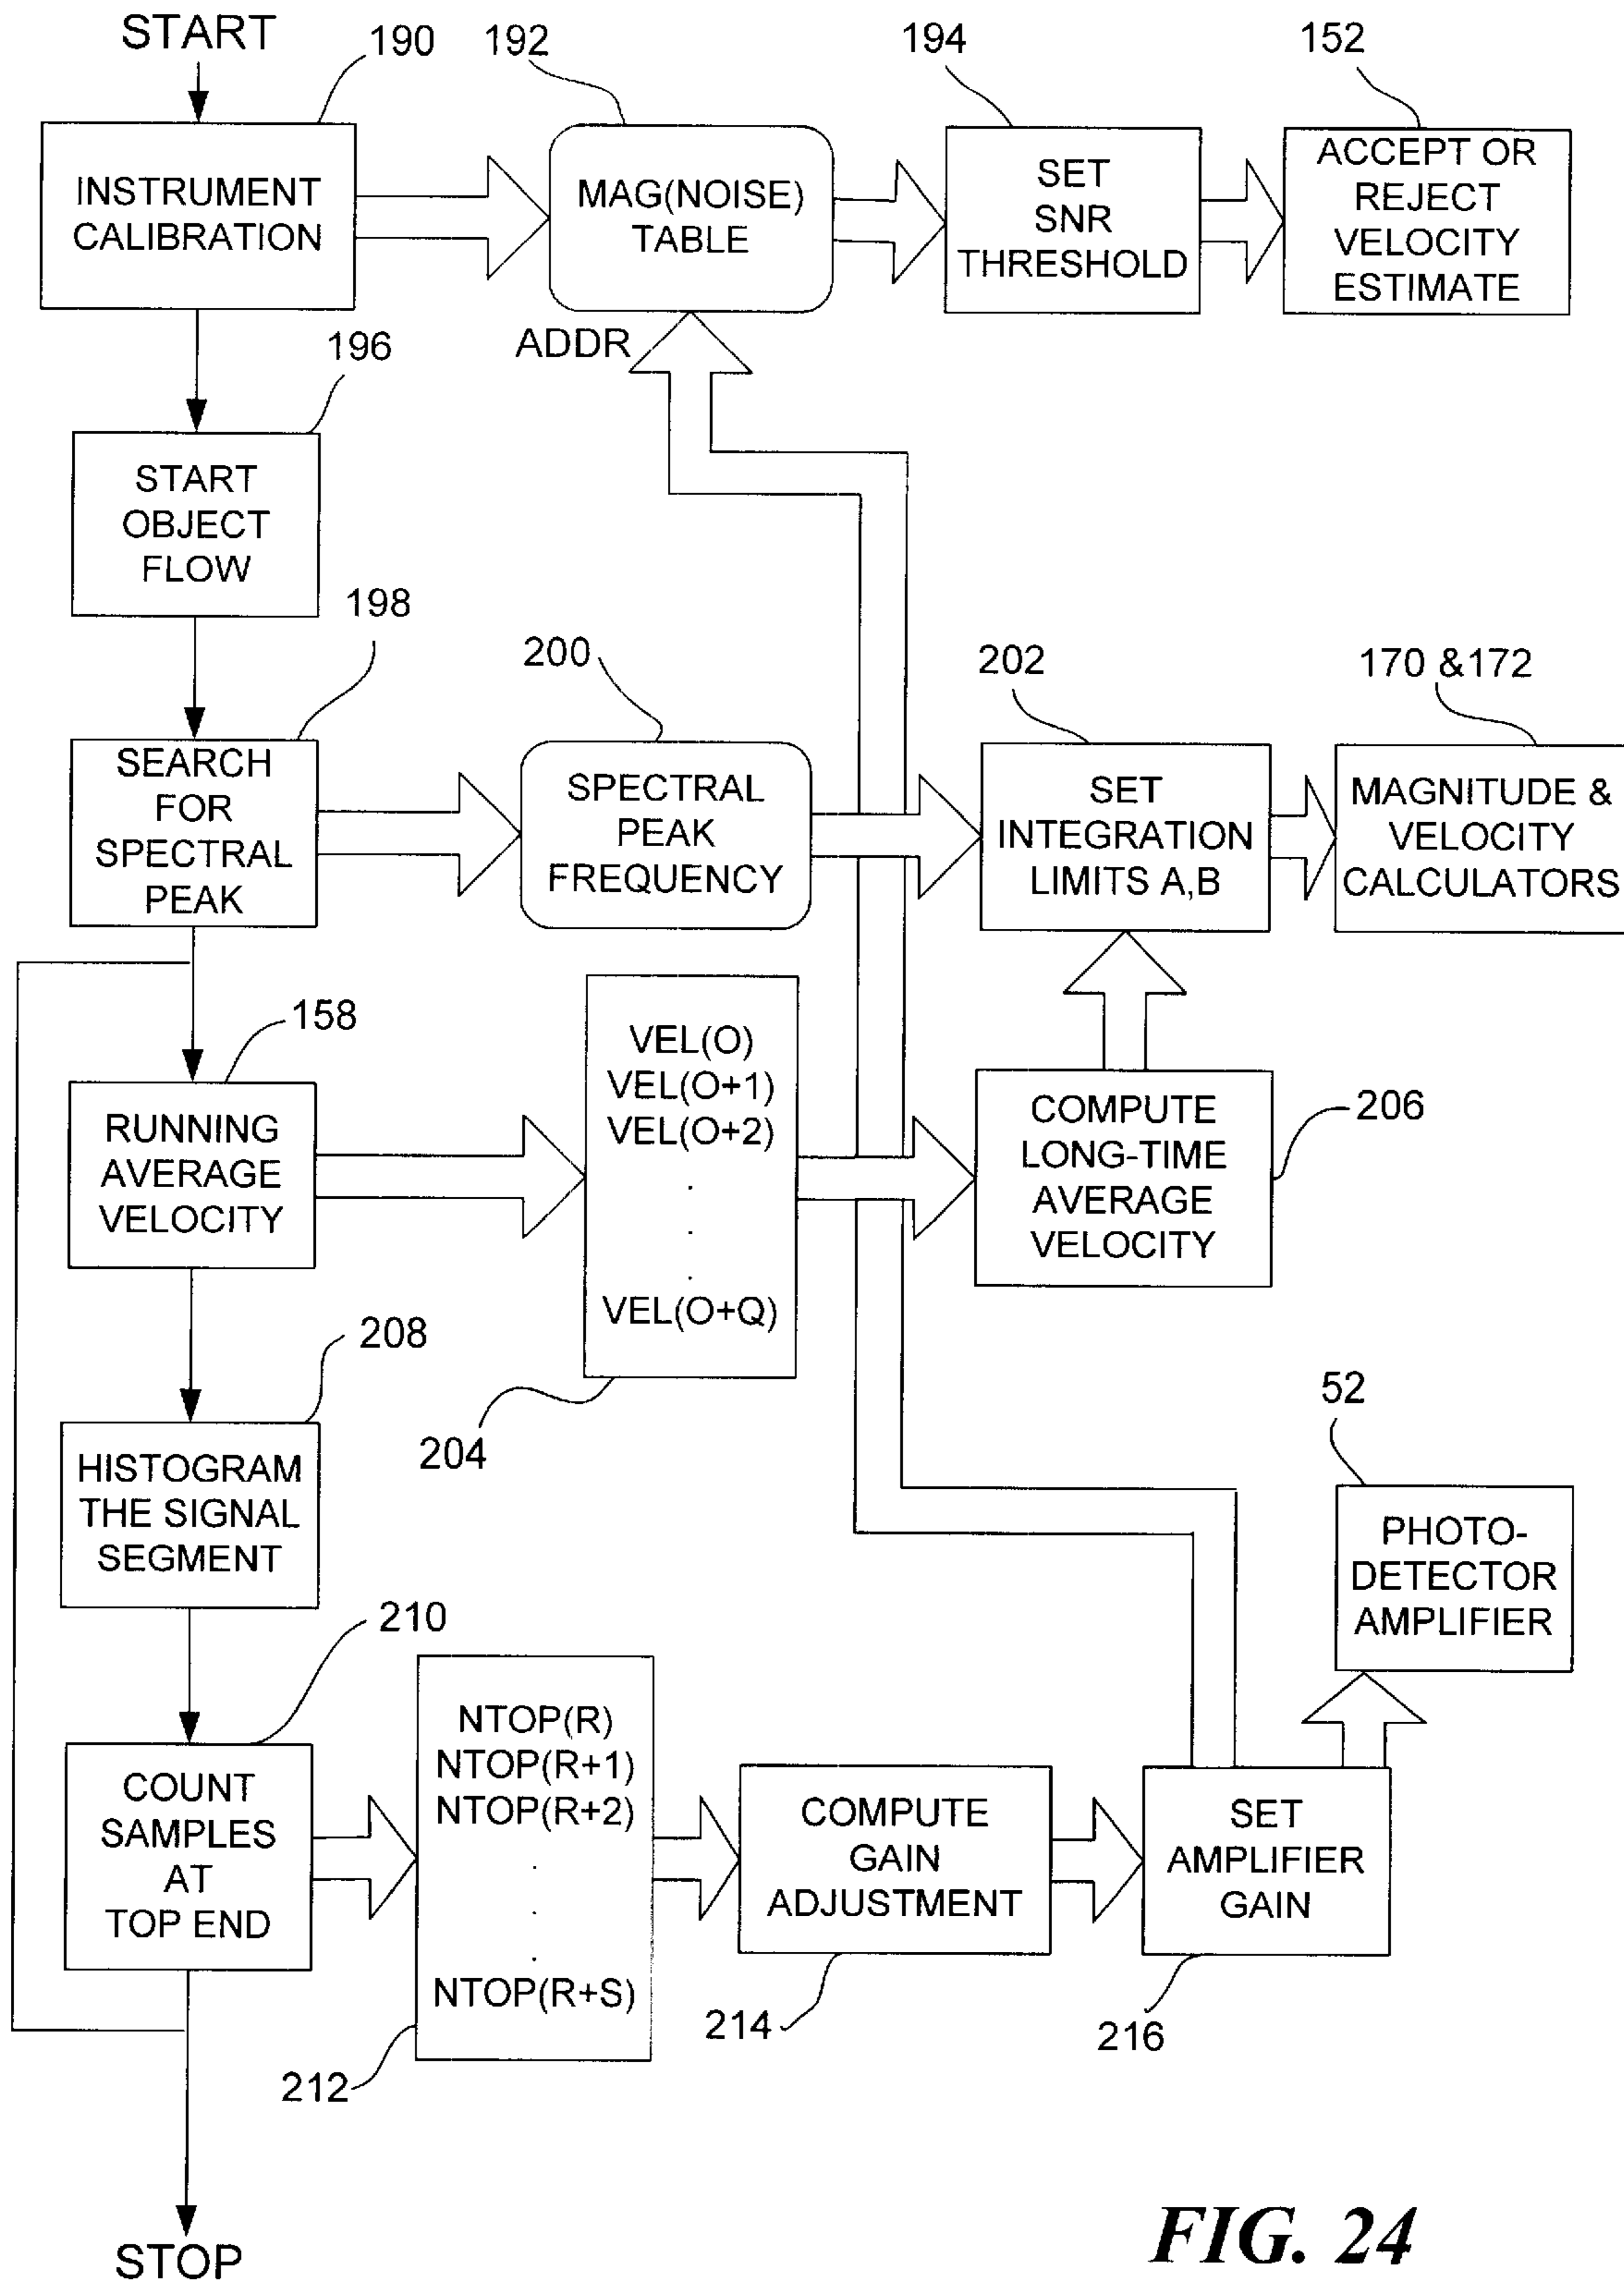 START
190
192
194
152
INSTRUMENT
CALIBRATION
MAG(NOISE)
TABLE
SET
SNR
THRESHOLD
ACCEPT OR
REJECT
VELOCITY
ESTIMATE
ADDR
196
START
OBJECT
FLOW
198
200
202
170 &172
SEARCH
FOR
SPECTRAL
PEAK
SPECTRAL
PEAK
FREQUENCY
SET
INTEGRATION
LIMITS A,B
MAGNITUDE &
VELOCITY
CALCULATORS
158
RUNNING
AVERAGE
VELOCITY
VEL(O)
VEL(O+1)
VEL(O+2)
.
.
.
VEL(O+Q)
204
COMPUTE
LONG-TIME
AVERAGE
VELOCITY
206
208
HISTOGRAM
THE SIGNAL
SEGMENT
52
PHOTO-
DETECTOR
AMPLIFIER
210
COUNT
SAMPLES
AT
TOP END
NTOP(R)
NTOP(R+1)
NTOP(R+2)
.
.
.
NTOP(R+S)
212
COMPUTE
GAIN
ADJUSTMENT
214
SET
AMPLIFIER
GAIN
216
STOP
FIG. 24